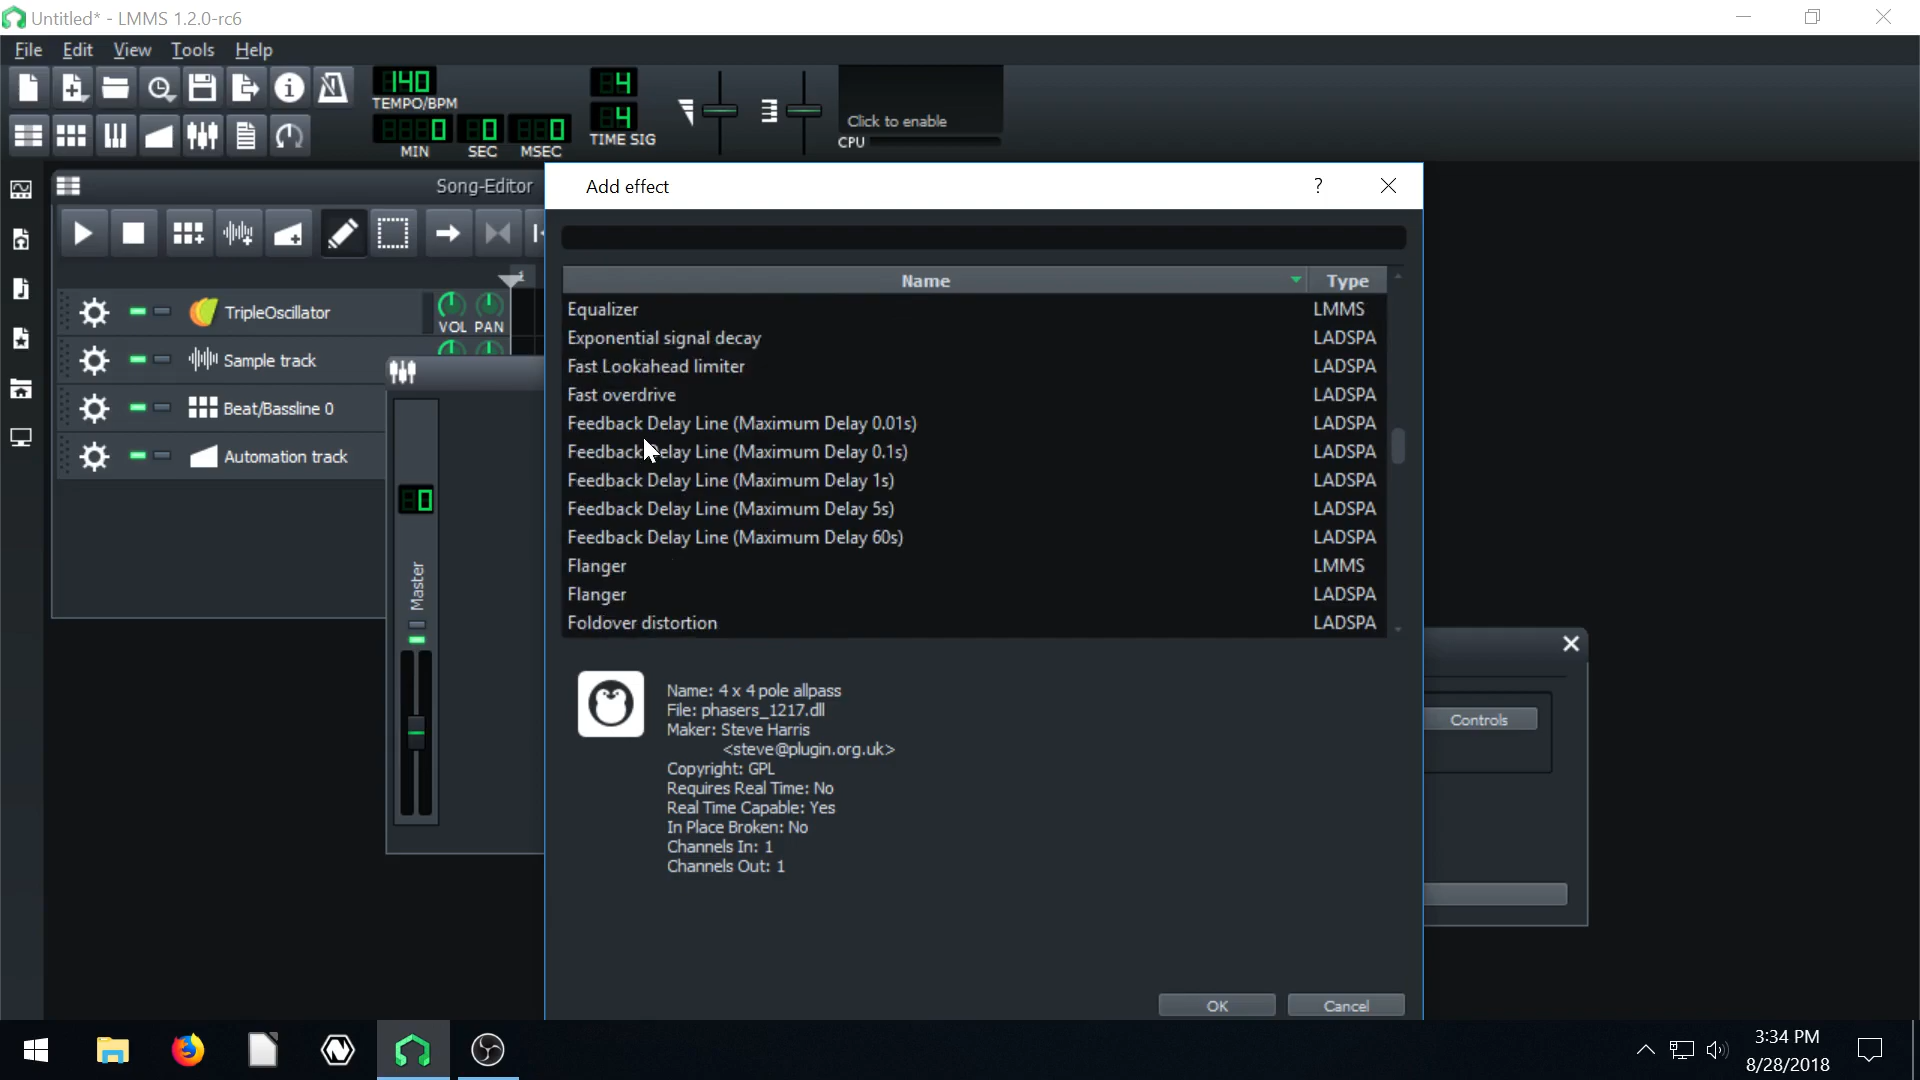 Untitled* - LMMS 1.2.0-rc6
File Edit View Tools Help
140
TEMPO/BPM
4
4
TIME SIG
0 0 0
MIN SEC MSEC
Click to enable
CPU
Song-Editor
1
TripleOscillator
VOL PAN
Sample track
Beat/Bassline 0
Automation track
0
Master
Add effect
?
Name Type
Equalizer LMMS
Exponential signal decay LADSPA
Fast Lookahead limiter LADSPA
Fast overdrive LADSPA
Feedback Delay Line (Maximum Delay 0.01s) LADSPA
Feedback Delay Line (Maximum Delay 0.1s) LADSPA
Feedback Delay Line (Maximum Delay 1s) LADSPA
Feedback Delay Line (Maximum Delay 5s) LADSPA
Feedback Delay Line (Maximum Delay 60s) LADSPA
Flanger LMMS
Flanger LADSPA
Foldover distortion LADSPA
Name: 4 x 4 pole allpass
File: phasers_1217.dll
Maker: Steve Harris
<steve@plugin.org.uk>
Copyright: GPL
Requires Real Time: No
Real Time Capable: Yes
In Place Broken: No
Channels In: 1
Channels Out: 1
OK Cancel
Controls
3:34 PM
8/28/2018